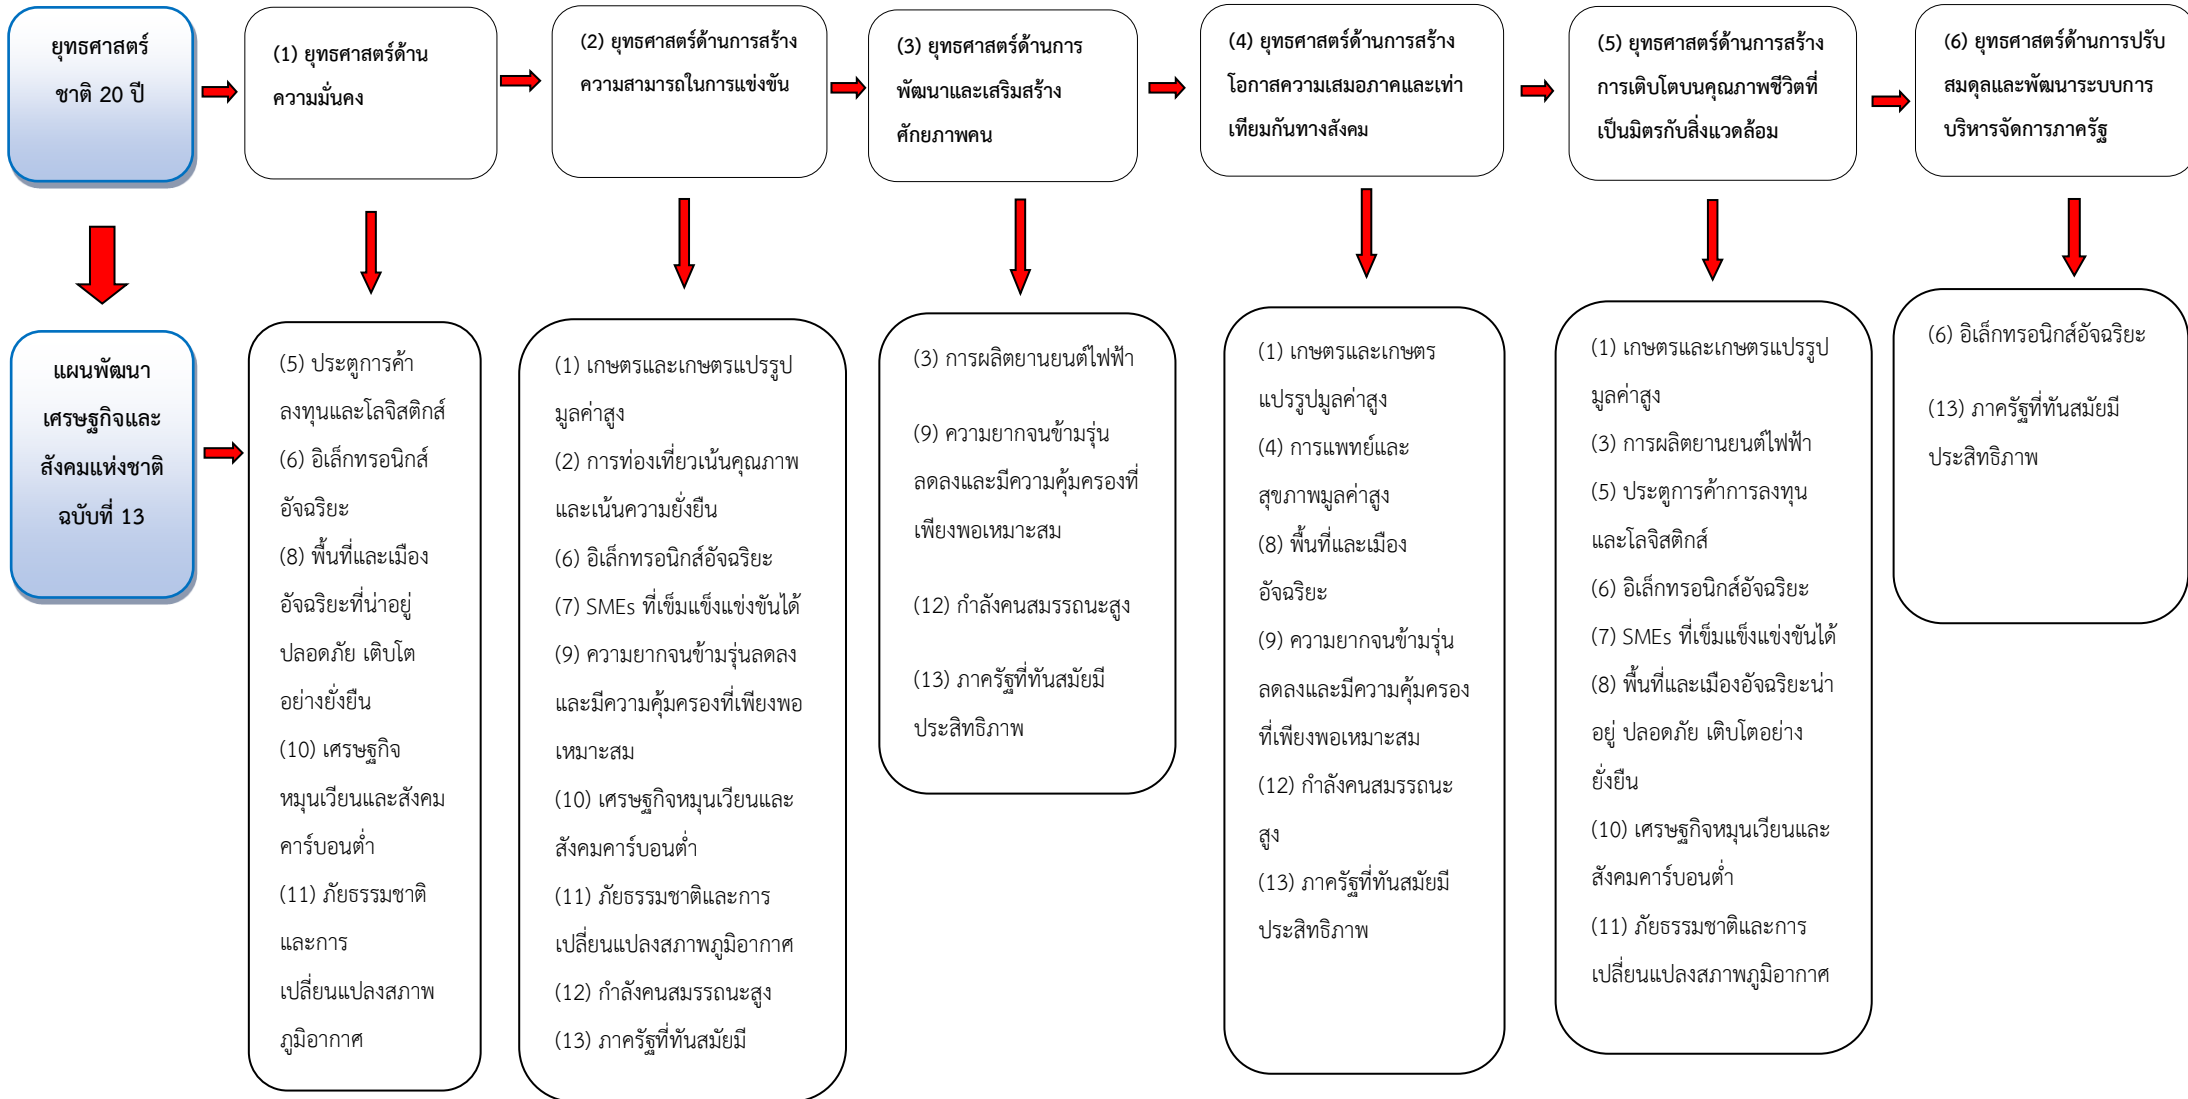 ยุทธศาสตร์
ชาติ 20 ปี
(1) ยุทธศาสตร์ด้าน
ความมั่นคง
(2) ยุทธศาสตร์ด้านการสร้าง
ความสามารถในการแข่งขัน
(3) ยุทธศาสตร์ด้านการ
พัฒนาและเสริมสร้าง
ศักยภาพคน
(4) ยุทธศาสตร์ด้านการสร้าง
โอกาสความเสมอภาคและเท่า
เทียมกันทางสังคม
(5) ยุทธศาสตร์ด้านการสร้าง
การเติบโตบนคุณภาพชีวิตที่
เป็นมิตรกับสิ่งแวดล้อม
(6) ยุทธศาสตร์ด้านการปรับ
สมดุลและพัฒนาระบบการ
บริหารจัดการภาครัฐ
แผนพัฒนา
เศรษฐกิจและ
สังคมแห่งชาติ
ฉบับที่ 13
(5) ประตูการค้า
ลงทุนและโลจิสติกส์
(6) อิเล็กทรอนิกส์
อัจฉริยะ
(8) พื้นที่และเมือง
อัจฉริยะที่น่าอยู่
ปลอดภัย เติบโต
อย่างยั่งยืน
(10) เศรษฐกิจ
หมุนเวียนและสังคม
คาร์บอนต่ำ
(11) ภัยธรรมชาติ
และการ
เปลี่ยนแปลงสภาพ
ภูมิอากาศ
(1) เกษตรและเกษตรแปรรูป
มูลค่าสูง
(2) การท่องเที่ยวเน้นคุณภาพ
และเน้นความยั่งยืน
(6) อิเล็กทรอนิกส์อัจฉริยะ
(7) SMEs ที่เข็มแข็งแข่งขันได้
(9) ความยากจนข้ามรุ่นลดลง
และมีความคุ้มครองที่เพียงพอ
เหมาะสม
(10) เศรษฐกิจหมุนเวียนและ
สังคมคาร์บอนต่ำ
(11) ภัยธรรมชาติและการ
เปลี่ยนแปลงสภาพภูมิอากาศ
(12) กำลังคนสมรรถนะสูง
(13) ภาครัฐที่ทันสมัยมี
(3) การผลิตยานยนต์ไฟฟ้า
(9) ความยากจนข้ามรุ่น
ลดลงและมีความคุ้มครองที่
เพียงพอเหมาะสม
(12) กำลังคนสมรรถนะสูง
(13) ภาครัฐที่ทันสมัยมี
ประสิทธิภาพ
(1) เกษตรและเกษตร
แปรรูปมูลค่าสูง
(4) การแพทย์และ
สุขภาพมูลค่าสูง
(8) พื้นที่และเมือง
อัจฉริยะ
(9) ความยากจนข้ามรุ่น
ลดลงและมีความคุ้มครอง
ที่เพียงพอเหมาะสม
(12) กำลังคนสมรรถนะ
สูง
(13) ภาครัฐที่ทันสมัยมี
ประสิทธิภาพ
(1) เกษตรและเกษตรแปรรูป
มูลค่าสูง
(3) การผลิตยานยนต์ไฟฟ้า
(5) ประตูการค้าการลงทุน
และโลจิสติกส์
(6) อิเล็กทรอนิกส์อัจฉริยะ
(7) SMEs ที่เข็มแข็งแข่งขันได้
(8) พื้นที่และเมืองอัจฉริยะน่า
อยู่ ปลอดภัย เติบโตอย่าง
ยั่งยืน
(10) เศรษฐกิจหมุนเวียนและ
สังคมคาร์บอนต่ำ
(11) ภัยธรรมชาติและการ
เปลี่ยนแปลงสภาพภูมิอากาศ
(6) อิเล็กทรอนิกส์อัจฉริยะ
(13) ภาครัฐที่ทันสมัยมี
ประสิทธิภาพ